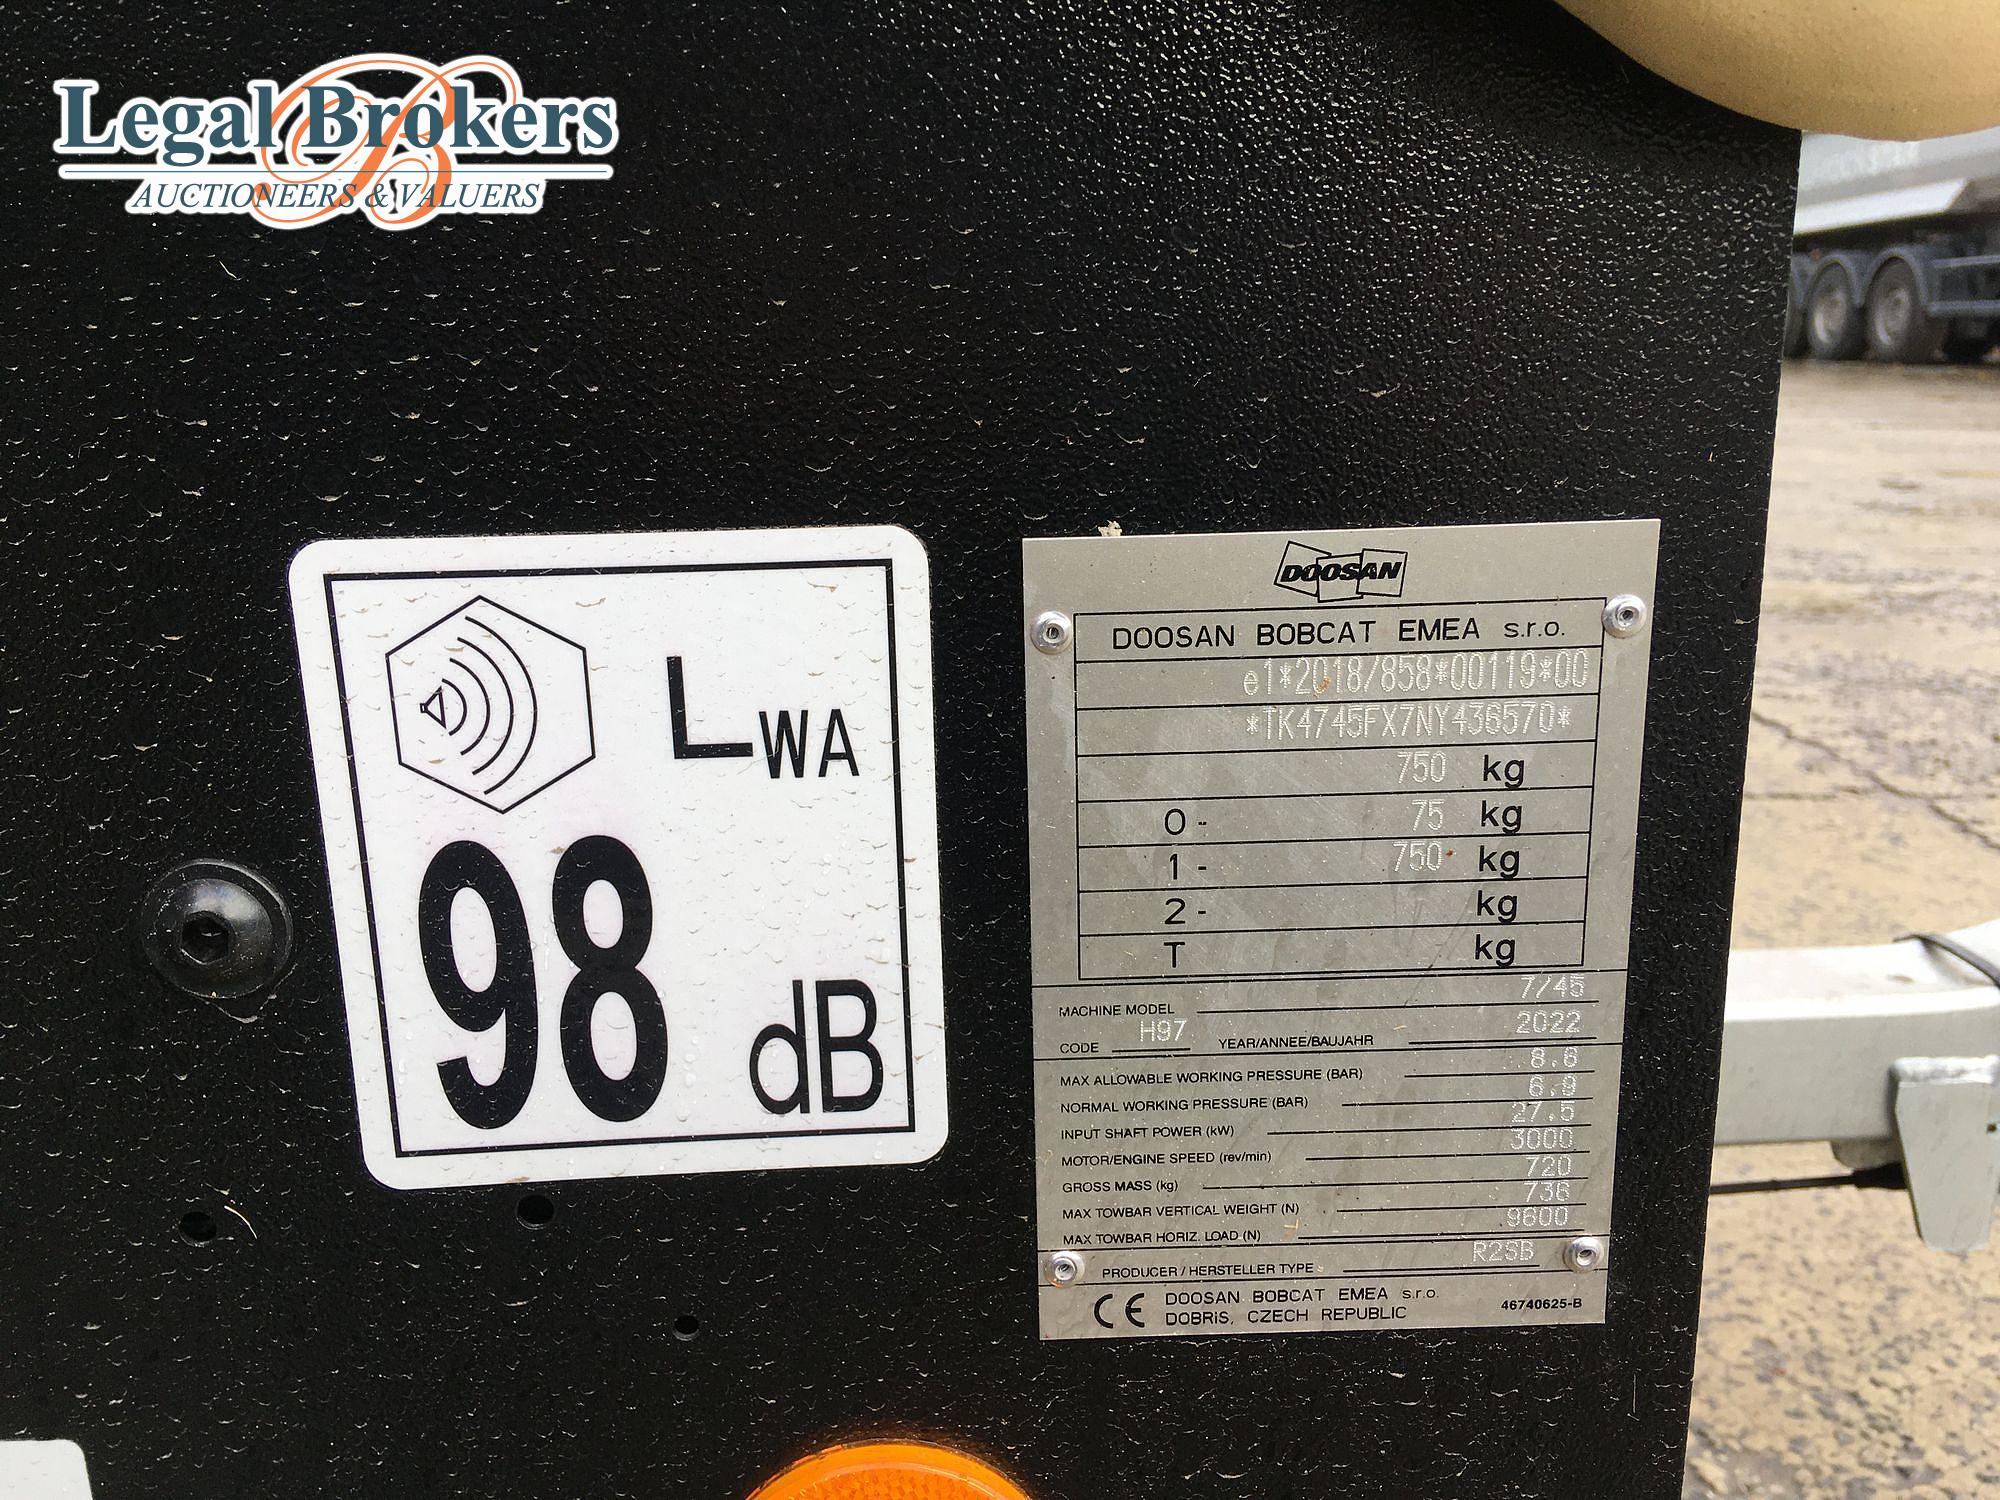 Legal Brokers
AUCTIONEERS & VALUERS
LWA
98 dB
DOOSAN
DOOSAN BOBCAT EMEA s.r.o.
e1*2018/858*00119*00
*TK4745FX7NY436570*
750 kg
0- 75 kg
1- 750 kg
2- kg
T kg
MACHINE MODEL 7/45
CODE H97 YEAR/ANNEE/BAUJAHR 2022
MAX ALLOWABLE WORKING PRESSURE (BAR) 8.6
NORMAL WORKING PRESSURE (BAR) 6.9
INPUT SHAFT POWER (kW) 27.5
MOTOR/ENGINE SPEED (rev/min) 3000
GROSS MASS (kg) 720
MAX TOWBAR VERTICAL WEIGHT (N) 736
MAX TOWBAR HORIZ. LOAD (N) 9600
PRODUCER / HERSTELLER TYPE R2SB
CE DOOSAN BOBCAT EMEA s.r.o.
DOBRIS, CZECH REPUBLIC 46740625-B